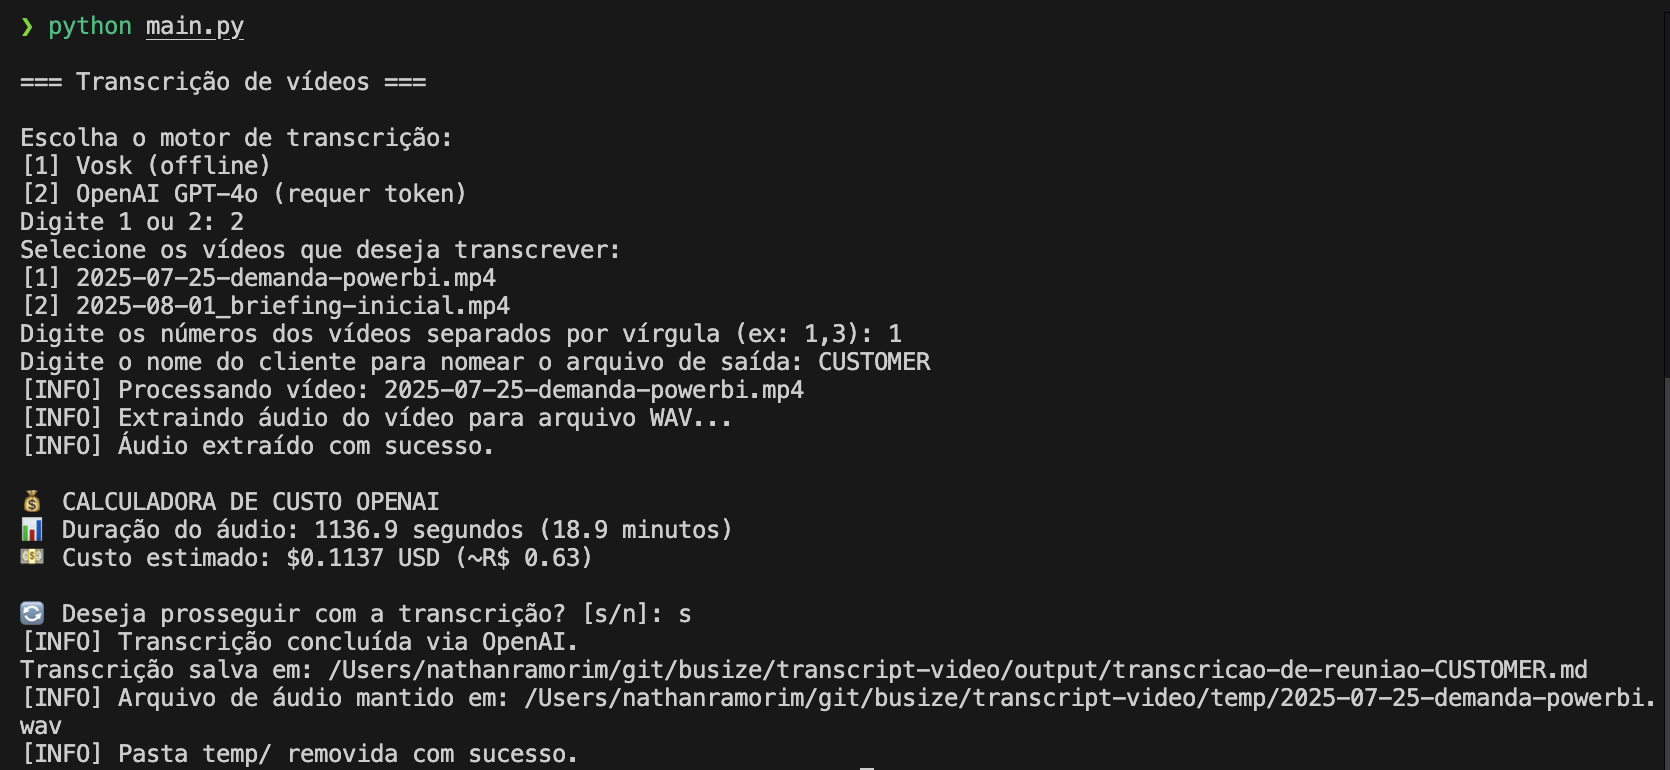 ❯ python main.py
=== Transcrição de vídeos ===
Escolha o motor de transcrição:
[1] Vosk (offline)
[2] OpenAI GPT-4o (requer token)
Digite 1 ou 2: 2
Selecione os vídeos que deseja transcrever:
[1] 2025-07-25-demanda-powerbi.mp4
[2] 2025-08-01_briefing-inicial.mp4
Digite os números dos vídeos separados por vírgula (ex: 1,3): 1
Digite o nome do cliente para nomear o arquivo de saída: CUSTOMER
[INFO] Processando vídeo: 2025-07-25-demanda-powerbi.mp4
[INFO] Extraindo áudio do vídeo para arquivo WAV...
[INFO] Áudio extraído com sucesso.
💰 CALCULADORA DE CUSTO OPENAI
📊 Duração do áudio: 1136.9 segundos (18.9 minutos)
💵 Custo estimado: $0.1137 USD (~R$ 0.63)
🔄 Deseja prosseguir com a transcrição? [s/n]: s
[INFO] Transcrição concluída via OpenAI.
Transcrição salva em: /Users/nathanramorim/git/busize/transcript-video/output/transcricao-de-reuniao-CUSTOMER.md
[INFO] Arquivo de áudio mantido em: /Users/nathanramorim/git/busize/transcript-video/temp/2025-07-25-demanda-powerbi.
wav
[INFO] Pasta temp/ removida com sucesso.